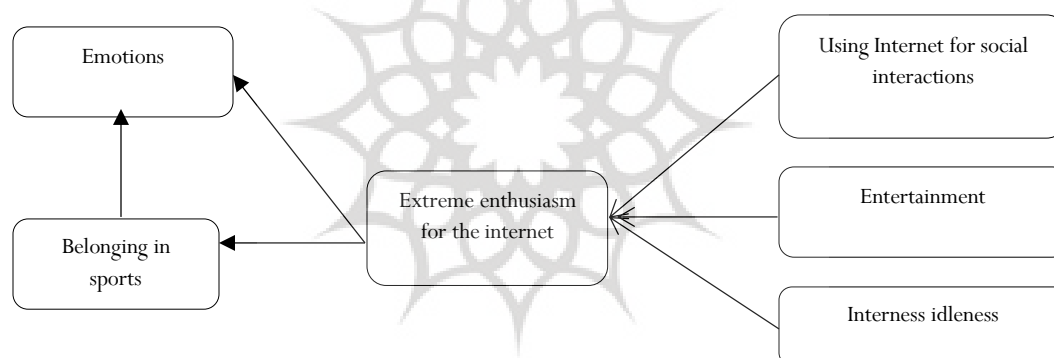 Emotions
Belonging in
sports
Extreme enthusiasm
for the internet
Using Internet for social
interactions
Entertainment
Interness idleness